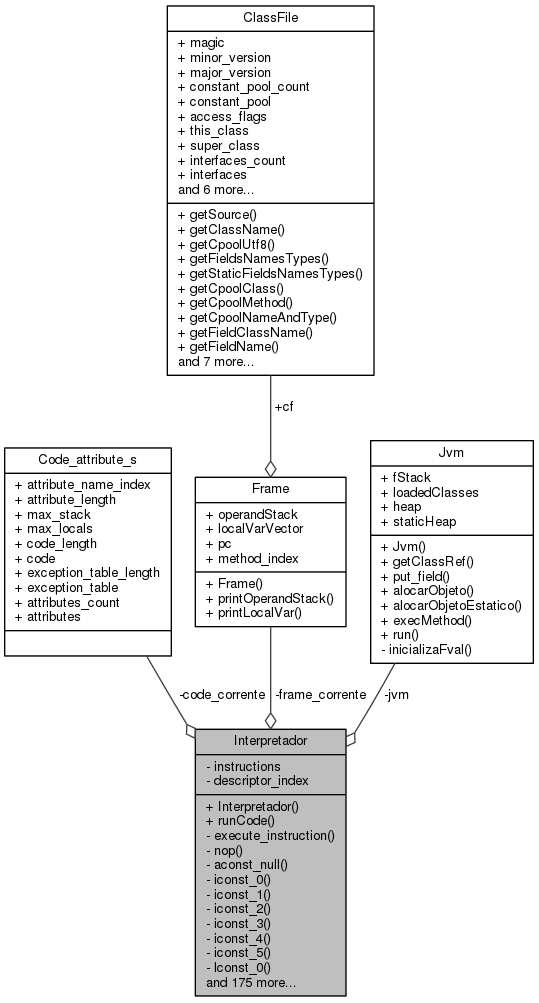 ClassFile
+ magic
+ minor_version
+ major_version
+ constant_pool_count
+ constant_pool
+ access_flags
+ this_class
+ super_class
+ interfaces_count
+ interfaces
and 6 more...
+ getSource()
+ getClassName()
+ getCpoolUtf8()
+ getFieldsNamesTypes()
+ getStaticFieldsNamesTypes()
+ getCpoolClass()
+ getCpoolMethod()
+ getCpoolNameAndType()
+ getFieldClassName()
+ getFieldName()
and 7 more...
+cf
Code_attribute_s
+ attribute_name_index
+ attribute_length
+ max_stack
+ max_locals
+ code_length
+ code
+ exception_table_length
+ exception_table
+ attributes_count
+ attributes
Frame
+ operandStack
+ localVarVector
+ pc
+ method_index
+ Frame()
+ printOperandStack()
+ printLocalVar()
Jvm
+ fStack
+ loadedClasses
+ heap
+ staticHeap
+ Jvm()
+ getClassRef()
+ put_field()
+ alocarObjeto()
+ alocarObjetoEstatico()
+ execMethod()
+ run()
- inicializaFval()
-code_corrente
-frame_corrente
-jvm
Interpretador
- instructions
- descriptor_index
+ Interpretador()
+ runCode()
- execute_instruction()
- nop()
- aconst_null()
- iconst_0()
- iconst_1()
- iconst_2()
- iconst_3()
- iconst_4()
- iconst_5()
- lconst_0()
and 175 more...